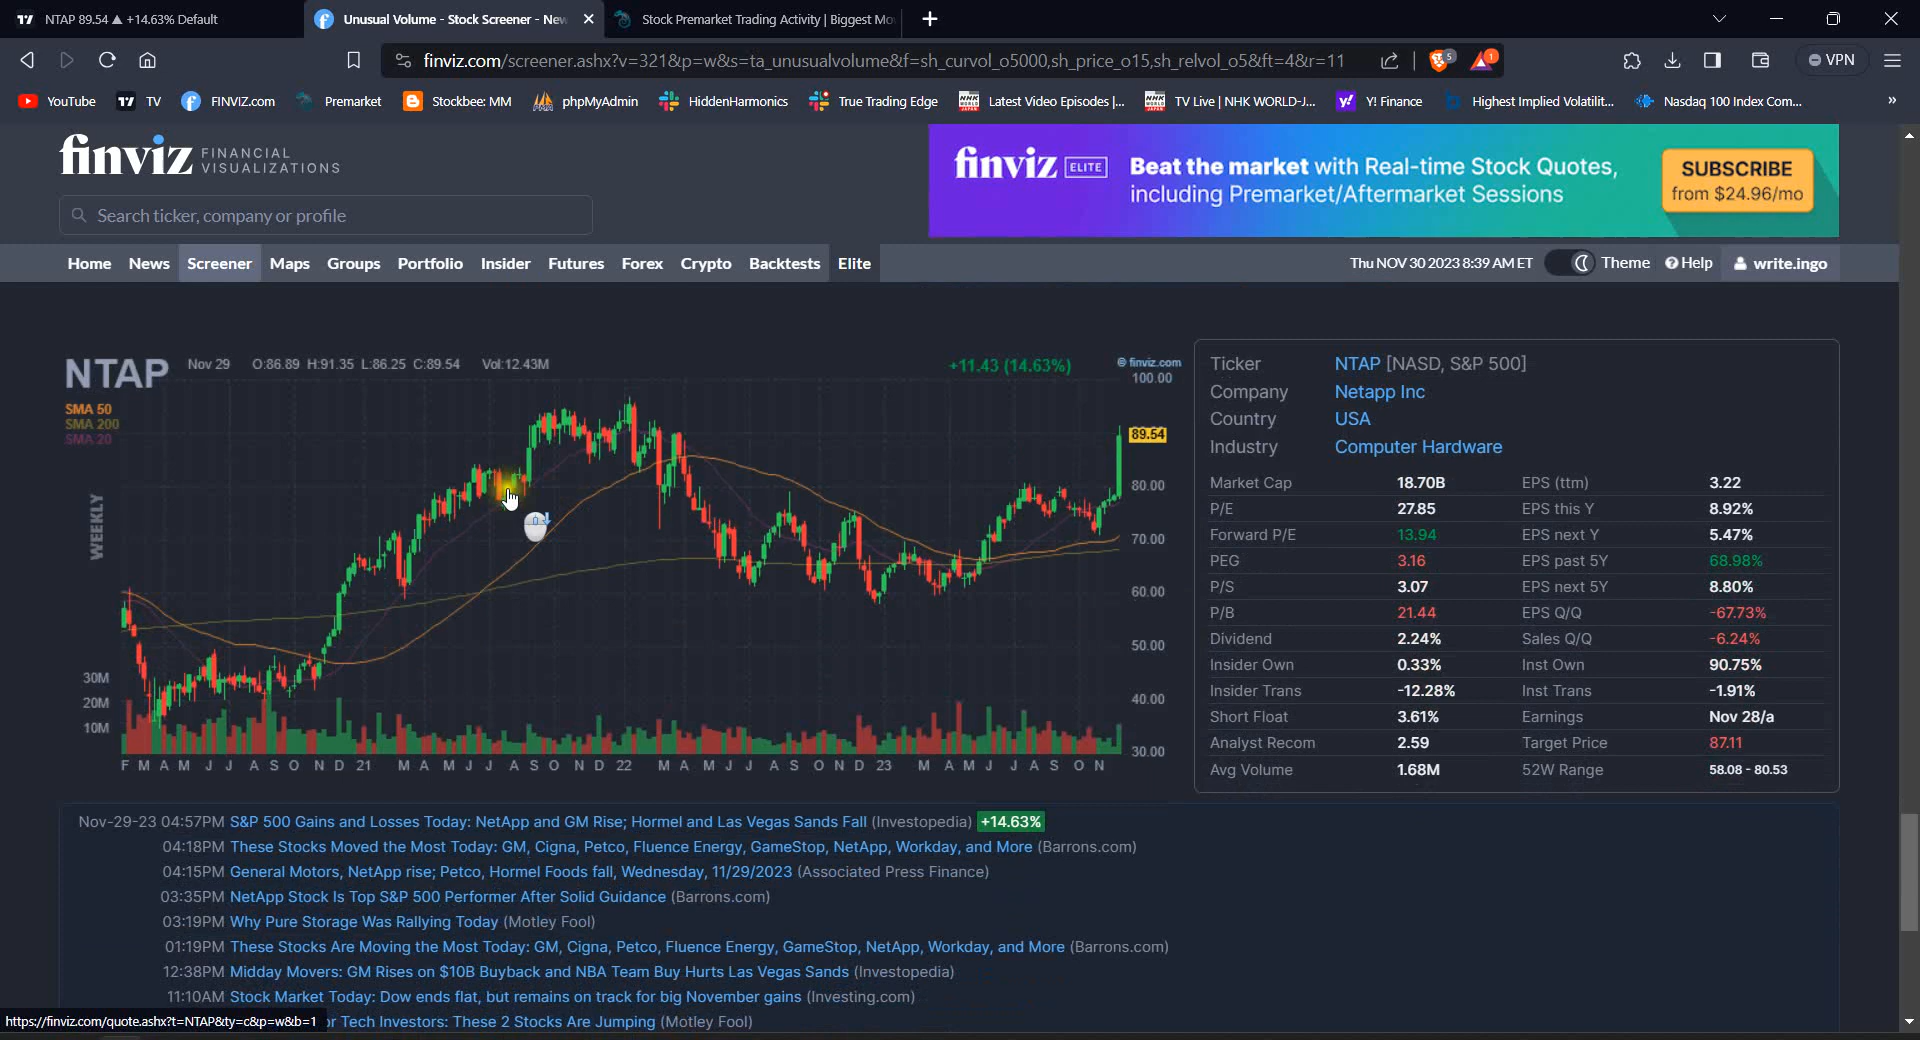 NTAP 89.54 ▲ +14.63% Default
Unusual Volume - Stock Screener - New
Stock Premarket Trading Activity | Biggest Mo
finviz.com/screener.ashx?v=321&p=w&s=ta_unusualvolume&f=sh_curvol_o5000,sh_price_o15,sh_relvol_o5&ft=4&r=11
5
1
VPN
YouTube
TV
FINVIZ.com
Premarket
Stockbee: MM
phpMyAdmin
HiddenHarmonics
True Trading Edge
Latest Video Episodes |...
TV Live | NHK WORLD-J...
Y! Finance
Highest Implied Volatilit...
Nasdaq 100 Index Com...
»
finviz FINANCIAL VISUALIZATIONS
finviz ELITE
Beat the market with Real-time Stock Quotes,
including Premarket/Aftermarket Sessions
SUBSCRIBE
from $24.96/mo
Search ticker, company or profile
Home News Screener Maps Groups Portfolio Insider Futures Forex Crypto Backtests Elite
Thu NOV 30 2023 8:39 AM ET
Theme
Help
write.ingo
NTAP
Nov 29 O:86.89 H:91.35 L:86.25 C:89.54 Vol:12.43M
+11.43 (14.63%)
© finviz.com
SMA 50
SMA 200
SMA 20
WEEKLY
100.00
89.54
80.00
70.00
60.00
50.00
40.00
30.00
30M
20M
10M
F M A M J J A S O N D 21 M A M J J A S O N D 22 M A M J J A S O N D 23 M A M J J A S O N
Ticker NTAP [NASD, S&P 500]
Company Netapp Inc
Country USA
Industry Computer Hardware
Market Cap 18.70B EPS (ttm) 3.22
P/E 27.85 EPS this Y 8.92%
Forward P/E 13.94 EPS next Y 5.47%
PEG 3.16 EPS past 5Y 68.98%
P/S 3.07 EPS next 5Y 8.80%
P/B 21.44 EPS Q/Q -67.73%
Dividend 2.24% Sales Q/Q -6.24%
Insider Own 0.33% Inst Own 90.75%
Insider Trans -12.28% Inst Trans -1.91%
Short Float 3.61% Earnings Nov 28/a
Analyst Recom 2.59 Target Price 87.11
Avg Volume 1.68M 52W Range 58.08 - 80.53
Nov-29-23 04:57PM S&P 500 Gains and Losses Today: NetApp and GM Rise; Hormel and Las Vegas Sands Fall (Investopedia) +14.63%
04:18PM These Stocks Moved the Most Today: GM, Cigna, Petco, Fluence Energy, GameStop, NetApp, Workday, and More (Barrons.com)
04:15PM General Motors, NetApp rise; Petco, Hormel Foods fall, Wednesday, 11/29/2023 (Associated Press Finance)
03:35PM NetApp Stock Is Top S&P 500 Performer After Solid Guidance (Barrons.com)
03:19PM Why Pure Storage Was Rallying Today (Motley Fool)
01:19PM These Stocks Are Moving the Most Today: GM, Cigna, Petco, Fluence Energy, GameStop, NetApp, Workday, and More (Barrons.com)
12:38PM Midday Movers: GM Rises on $10B Buyback and NBA Team Buy Hurts Las Vegas Sands (Investopedia)
11:10AM Stock Market Today: Dow ends flat, but remains on track for big November gains (Investing.com)
https://finviz.com/quote.ashx?t=NTAP&ty=c&p=w&b=1
or Tech Investors: These 2 Stocks Are Jumping (Motley Fool)